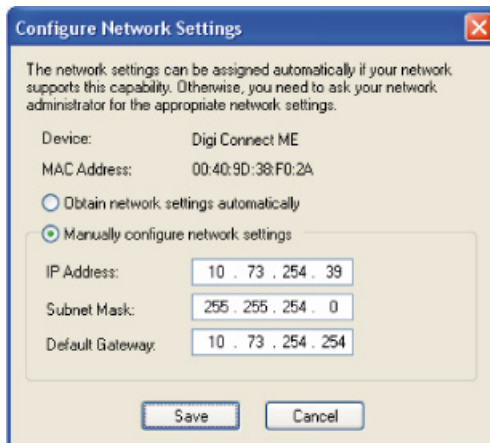 Configure Network Settings
The network settings can be assigned automatically if your network
supports this capability. Otherwise, you need to ask your network
administrator for the appropriate network settings.
Device: Digi Connect ME
MAC Address: 00:40:9D:38:F0:2A
Obtain network settings automatically
Manually configure network settings
IP Address: 10 . 73 . 254 . 39
Subnet Mask: 255 . 255 . 254 . 0
Default Gateway: 10 . 73 . 254 . 254
Save Cancel